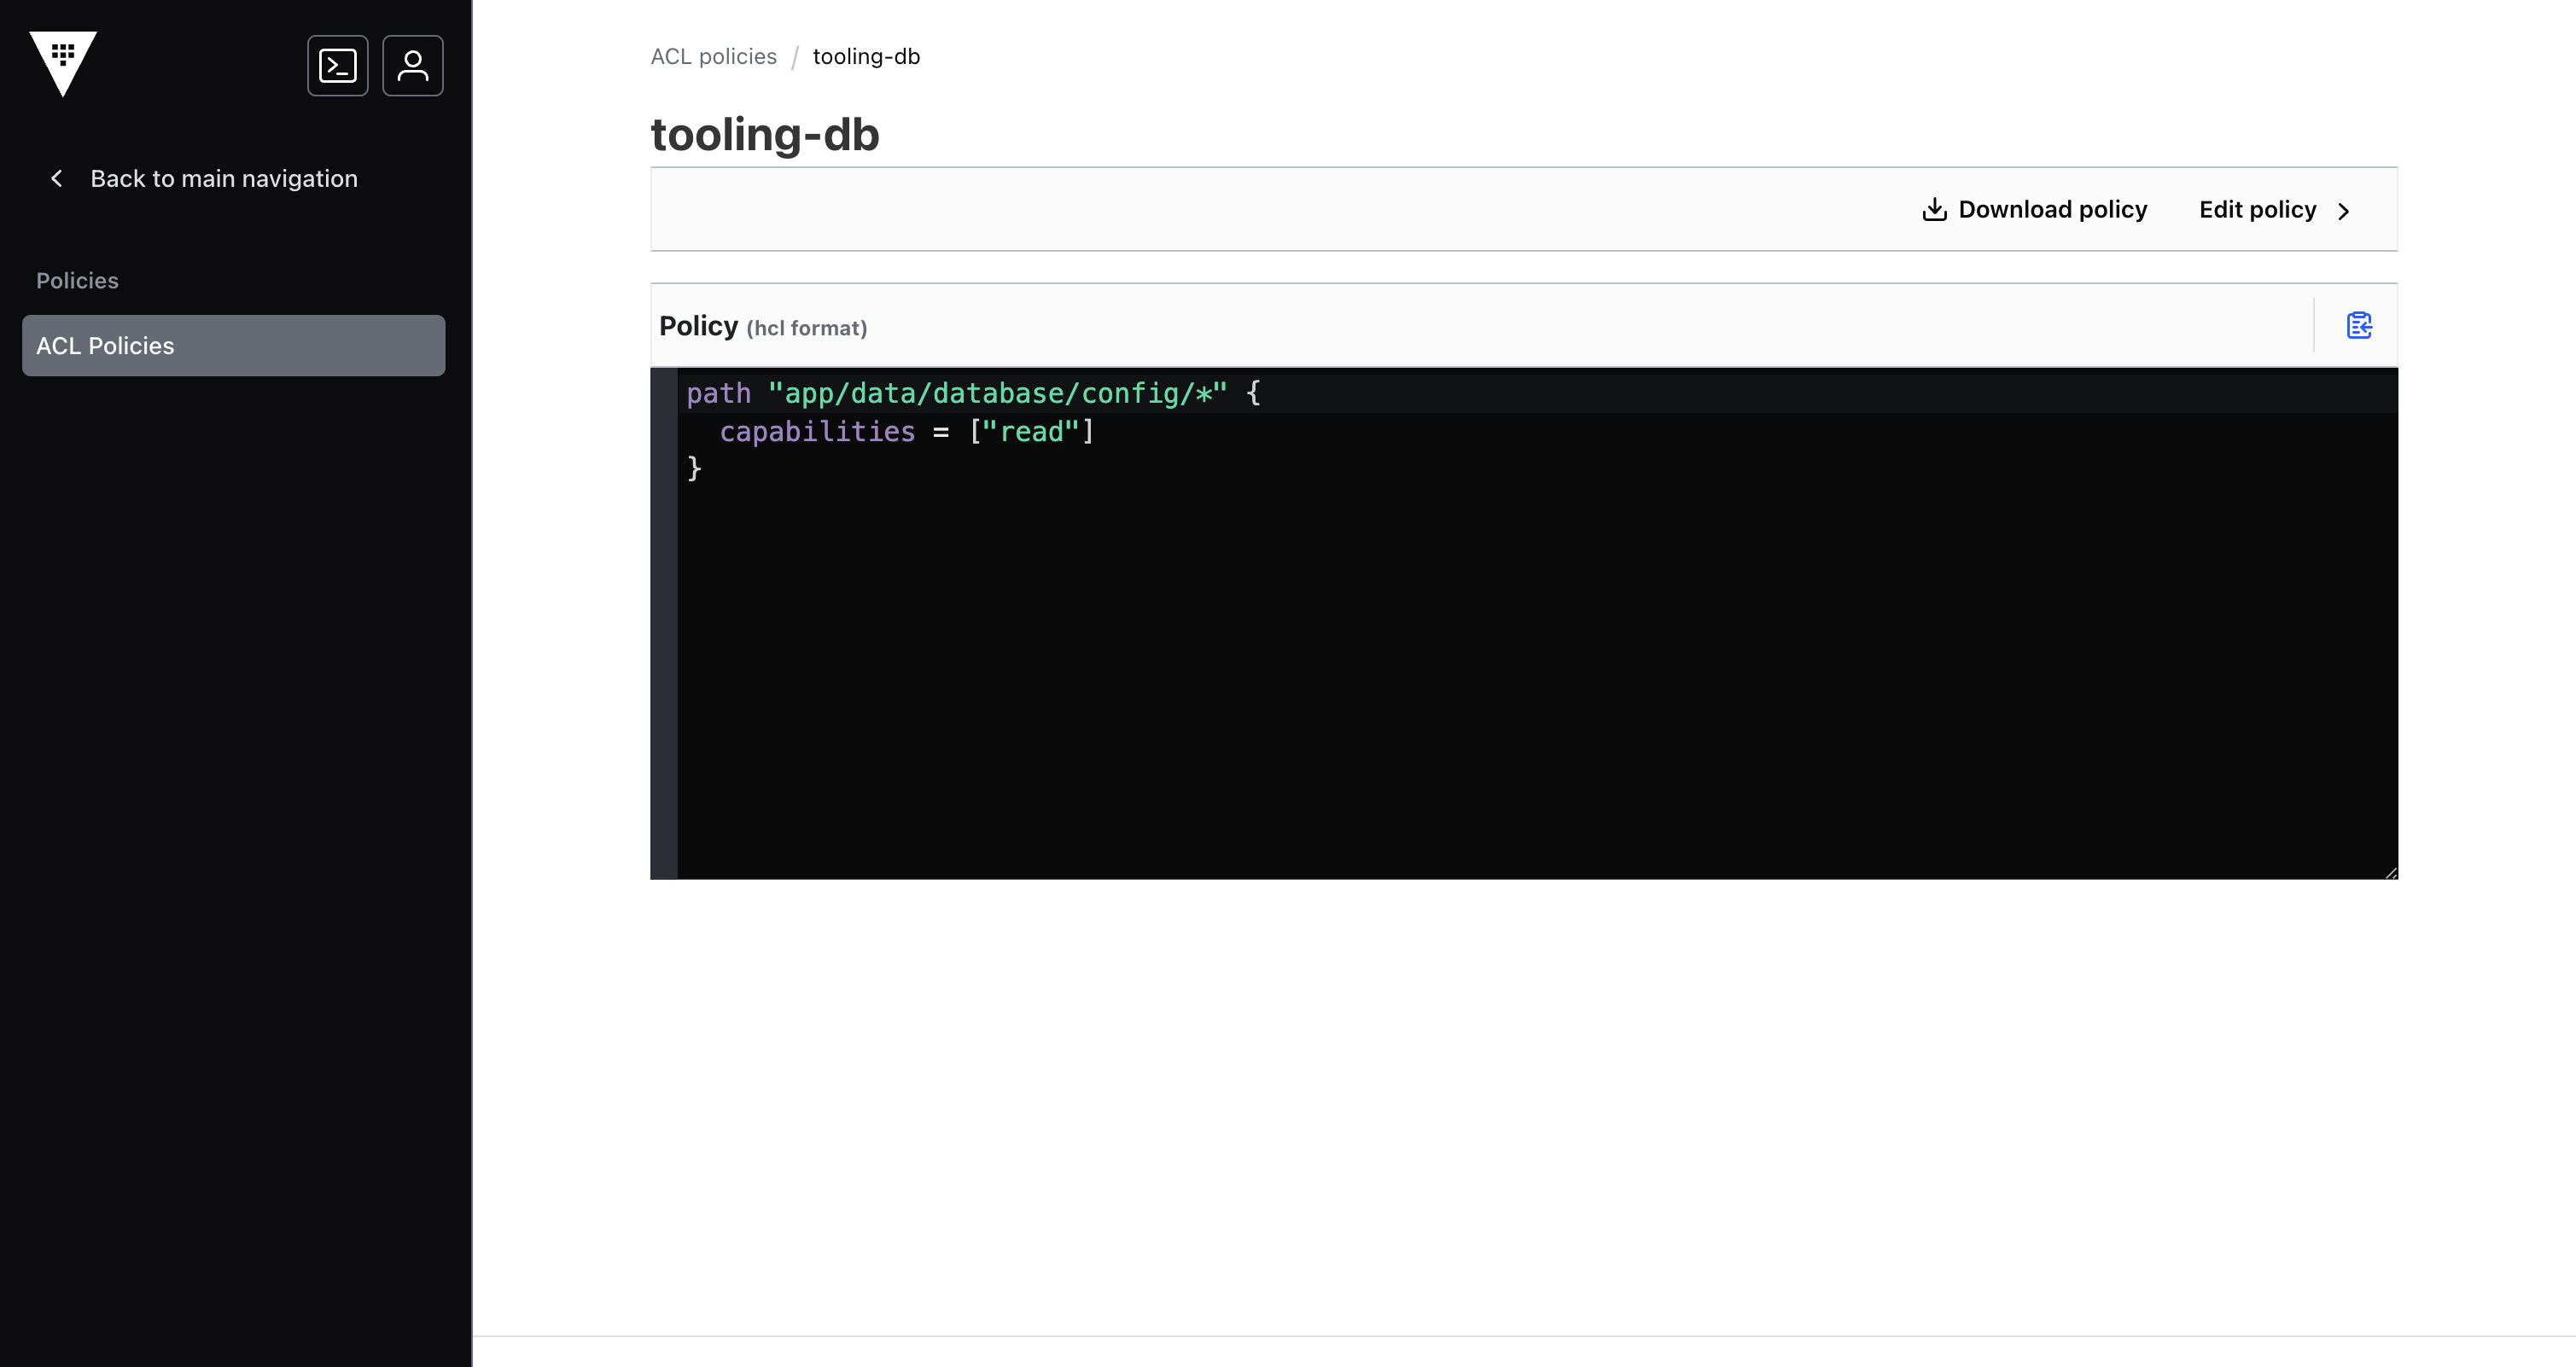 Back to main navigation
Policies
ACL Policies
ACL policies / tooling-db
tooling-db
Download policy
Edit policy
Policy (hcl format)
path "app/data/database/config/*" {
  capabilities = ["read"]
}